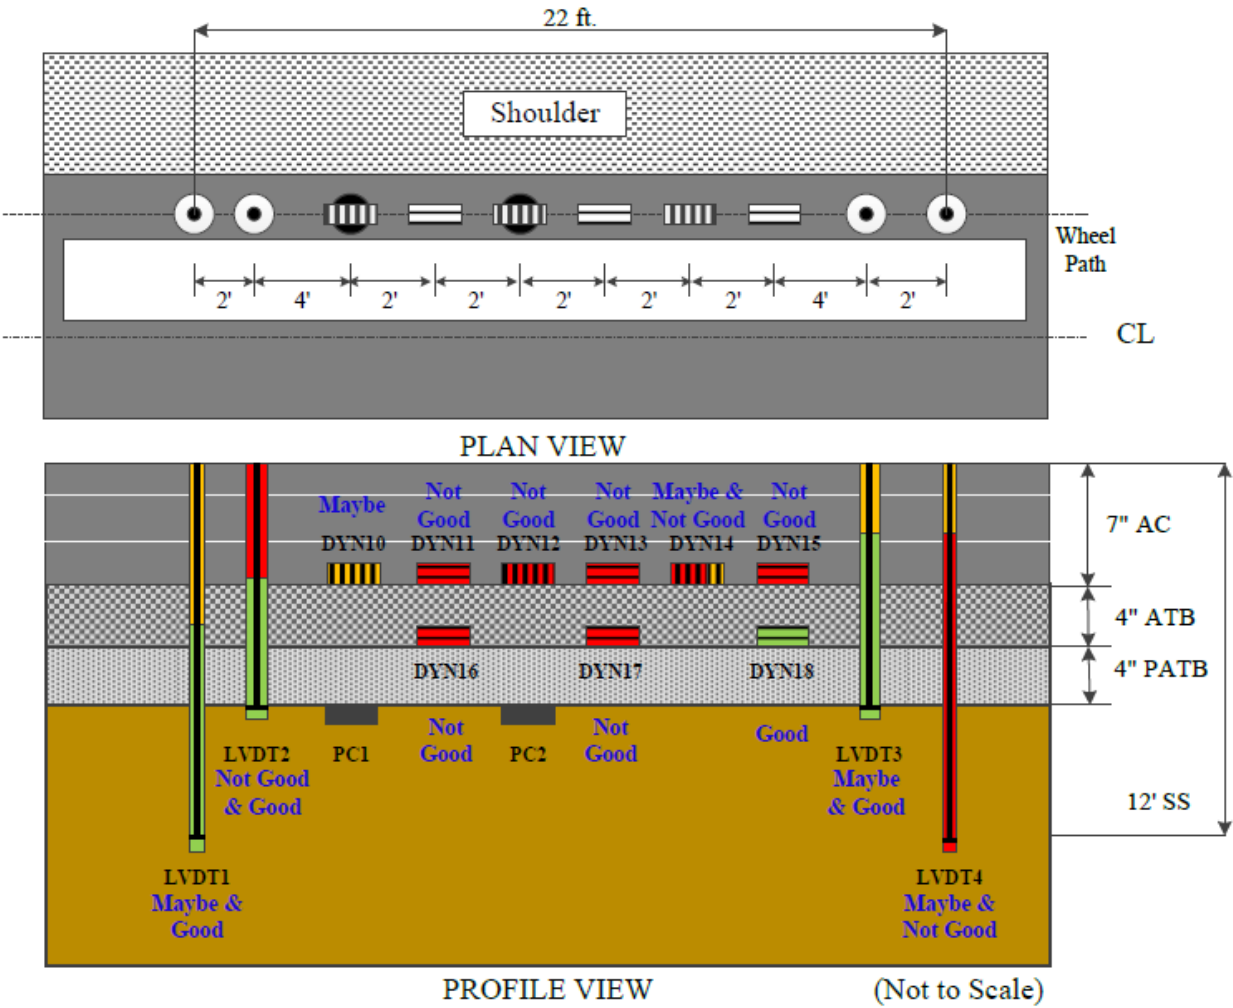 22 ft.
Shoulder
Wheel
Path
2' 4' 2' 2' 2' 2' 2' 4' 2'
CL
PLAN VIEW
Maybe
Not
Good
Not
Good
Not
Good
Maybe &
Not Good
Not
Good
DYN10 DYN11 DYN12 DYN13 DYN14 DYN15
7" AC
4" ATB
DYN16 DYN17 DYN18
4" PATB
Not
Good
Not
Good
Good
LVDT2
Not Good
& Good
PC1
PC2
LVDT3
Maybe
& Good
12' SS
LVDT1
Maybe &
Good
LVDT4
Maybe &
Not Good
PROFILE VIEW
(Not to Scale)